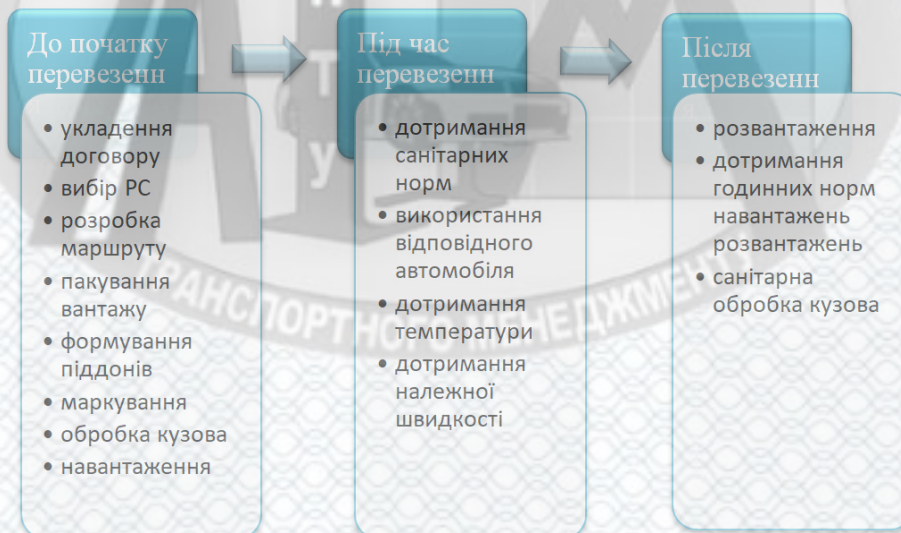 До початку
перевезенн
укладення
договору
вибір РС
розробка
маршруту
пакування
вантажу
формування
піддонів
маркування
обробка кузова
навантаження
Під час
перевезенн
дотримання
санітарних
норм
використання
відповідного
автомобіля
дотримання
температури
дотримання
належної
швидкості
Після
перевезенн
розвантаження
дотримання
годинних норм
навантажень
розвантажень
санітарна
обробка кузова